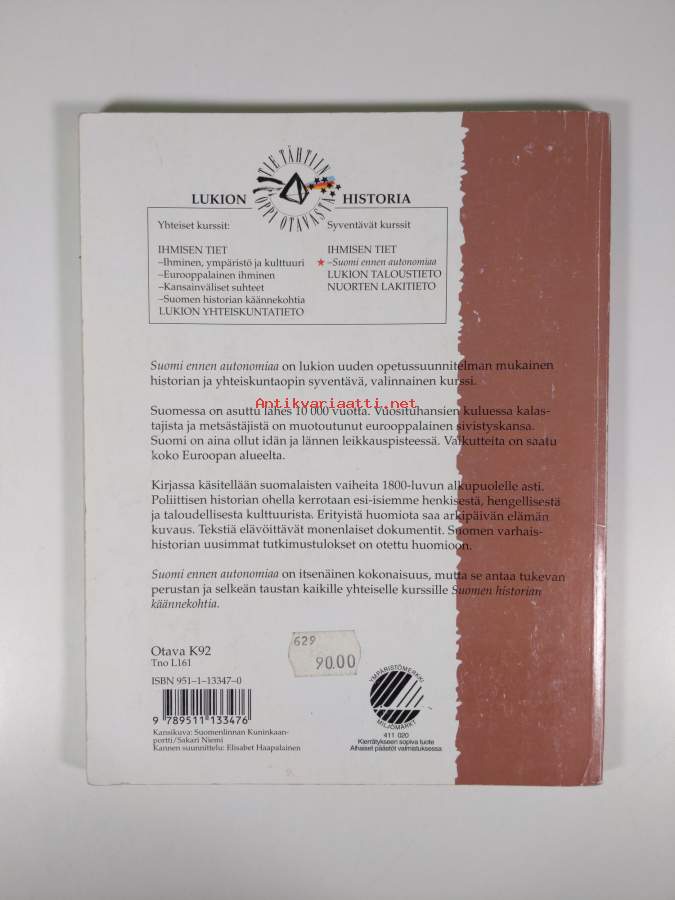 TIE TÄHTIIN
OPPI OTAVASTA
LUKION HISTORIA
Yhteiset kurssit:
IHMISEN TIET
–Ihminen, ympäristö ja kulttuuri
–Eurooppalainen ihminen
–Kansainväliset suhteet
–Suomen historian käännekohtia
LUKION YHTEISKUNTATIETO
Syventävät kurssit
IHMISEN TIET
★ –Suomi ennen autonomiaa
LUKION TALOUSTIETO
NUORTEN LAKITIETO
Suomi ennen autonomiaa on lukion uuden opetussuunnitelman mukainen
historian ja yhteiskuntaopin syventävä, valinnainen kurssi.
Antikvariaatti.net
Suomessa on asuttu lähes 10 000 vuotta. Vuosituhansien kuluessa kalas-
tajista ja metsästäjistä on muotoutunut eurooppalainen sivistyskansa.
Suomi on aina ollut idän ja lännen leikkauspisteessä. Vaikutteita on saatu
koko Euroopan alueelta.
Kirjassa käsitellään suomalaisten vaiheita 1800-luvun alkupuolelle asti.
Poliittisen historian ohella kerrotaan esi-isiemme henkisestä, hengellisestä
ja taloudellisesta kulttuurista. Erityistä huomiota saa arkipäivän elämän
kuvaus. Tekstiä elävöittävät monenlaiset dokumentit. Suomen varhais-
historian uusimmat tutkimustulokset on otettu huomioon.
Suomi ennen autonomiaa on itsenäinen kokonaisuus, mutta se antaa tukevan
perustan ja selkeän taustan kaikille yhteiselle kurssille Suomen historian
käännekohtia.
629
90.00
Otava K92
Tno L161
ISBN 951–1–13347–0
9 789511 133476
Kansikuva: Suomenlinnan Kuninkaan-
portti/Sakari Niemi
Kannen suunnittelu: Elisabet Haapalainen
YMPÄRISTÖMERKKI
MILJÖMÄRKT
411 020
Kierrätykseen sopiva tuote
Alhaiset päästöt valmistuksessa